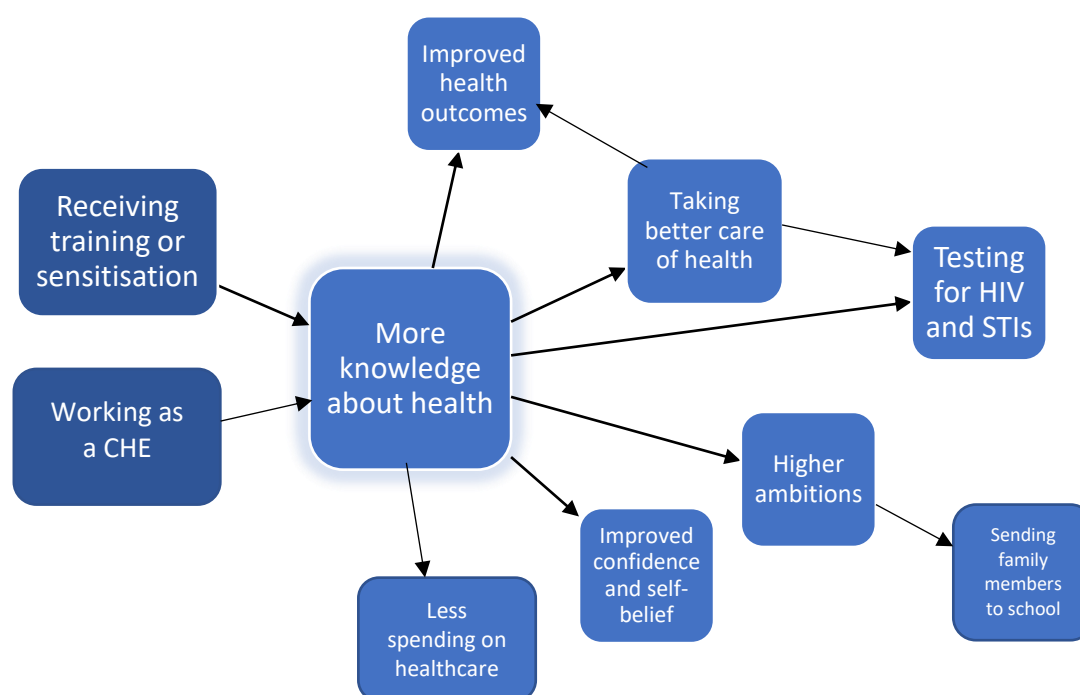 Improved
health
outcomes
Receiving
training or
sensitisation
Taking
better care
of health
Testing
for HIV
and STIs
More
knowledge
about health
Working as
a CHE
Higher
ambitions
Improved
confidence
and self-
belief
Sending
family
members
to school
Less
spending on
healthcare